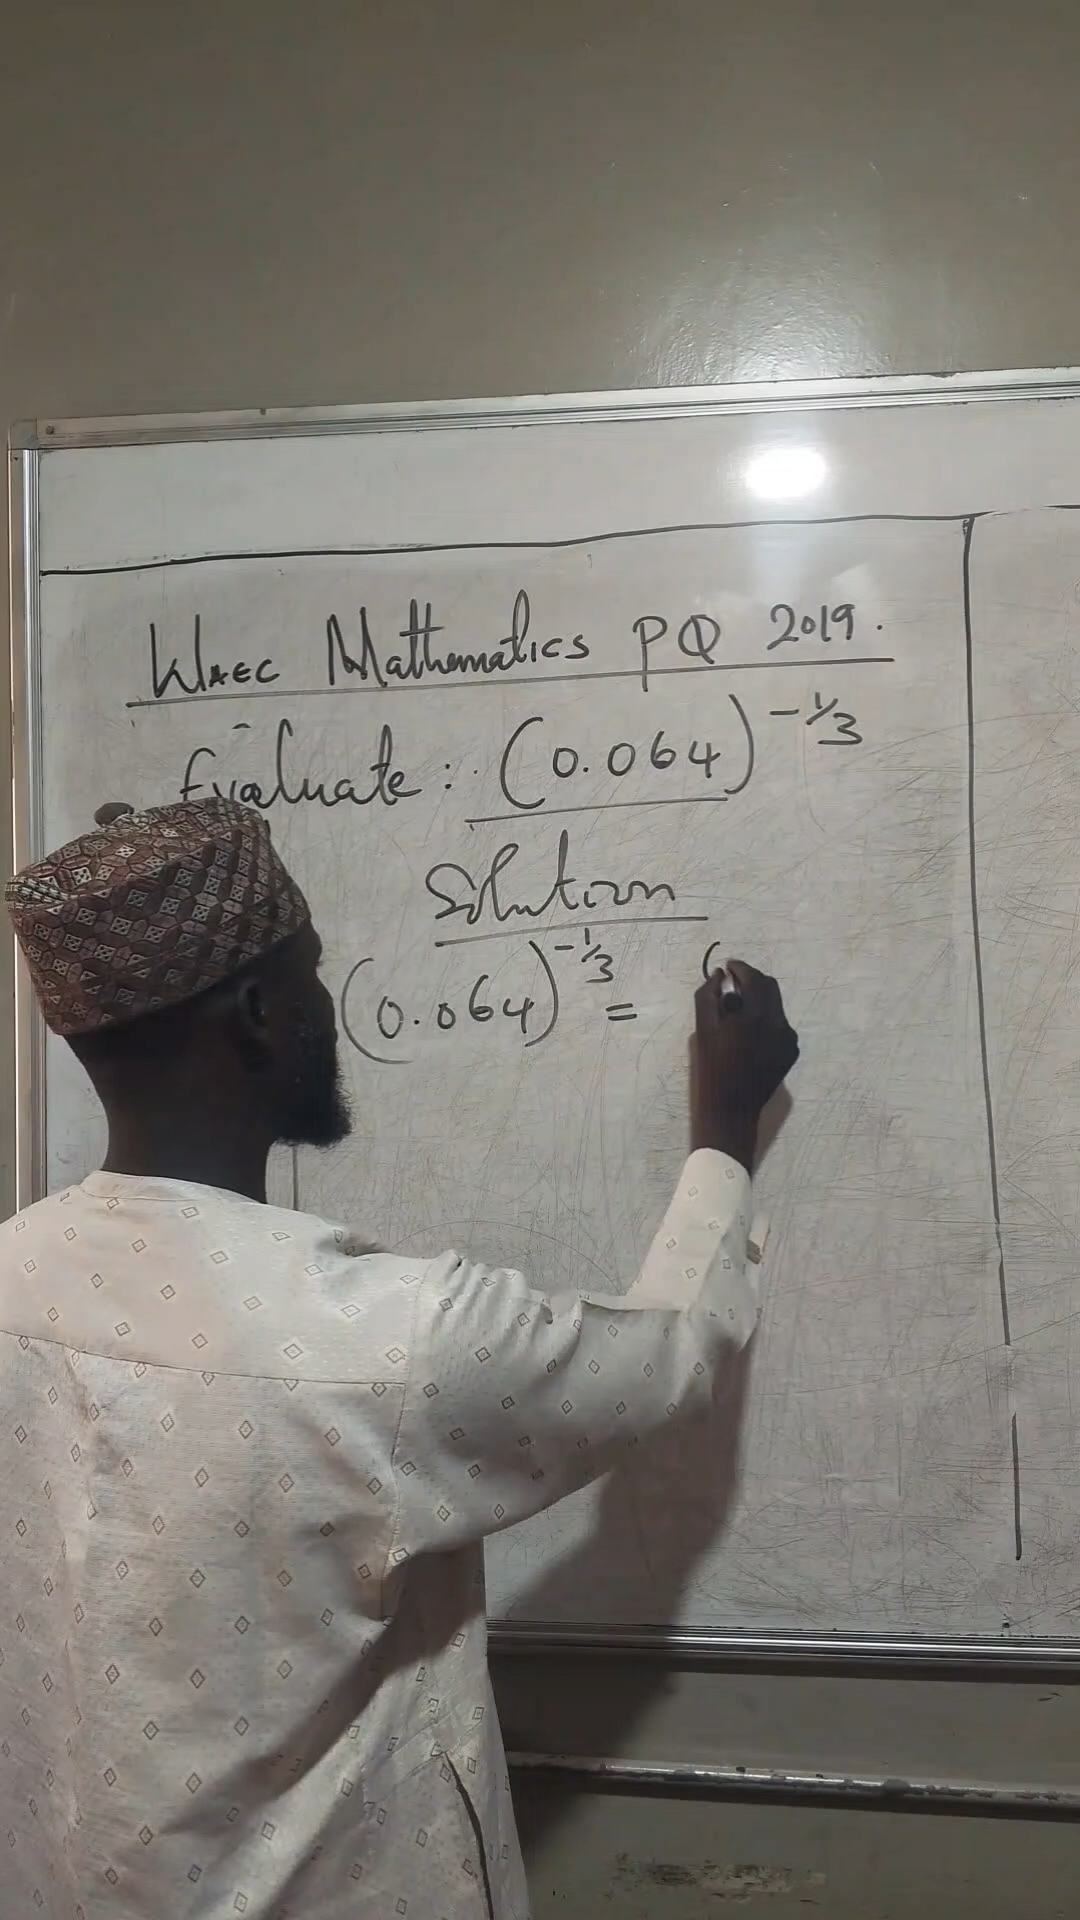 WAEC Mathematics PQ 2019.
Evaluate: (0.064)^-1/3
Solution
(0.064)^-1/3 = (